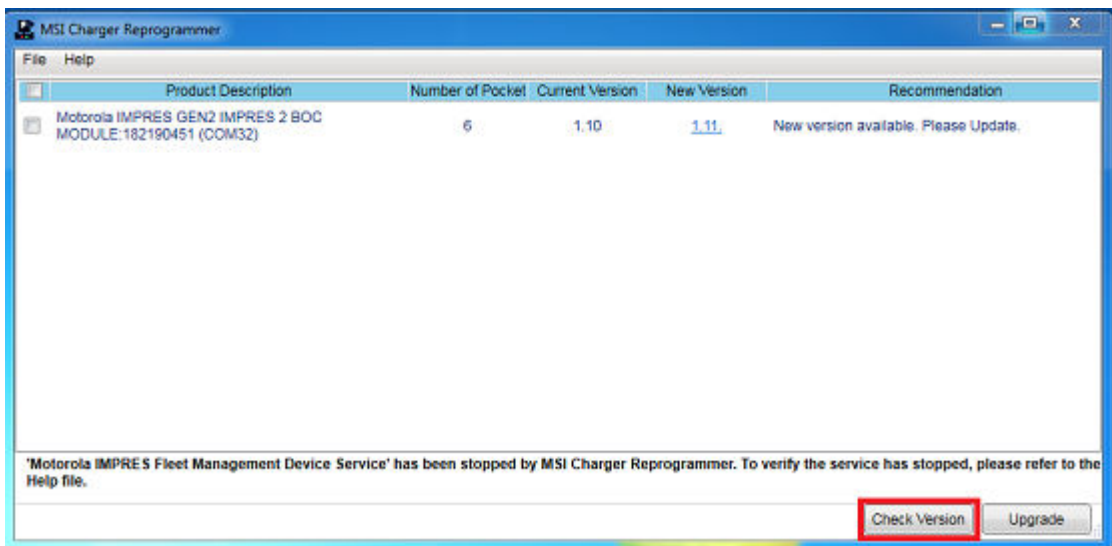 MSI Charger Reprogrammer
File Help
Product Description Number of Pocket Current Version New Version Recommendation
Motorola IMPRES GEN2 IMPRES 2 BOC
MODULE:182190451 (COM32) 6 1.10 1.11. New version available. Please Update.
'Motorola IMPRES Fleet Management Device Service' has been stopped by MSI Charger Reprogrammer. To verify the service has stopped, please refer to the
Help file.
Check Version Upgrade